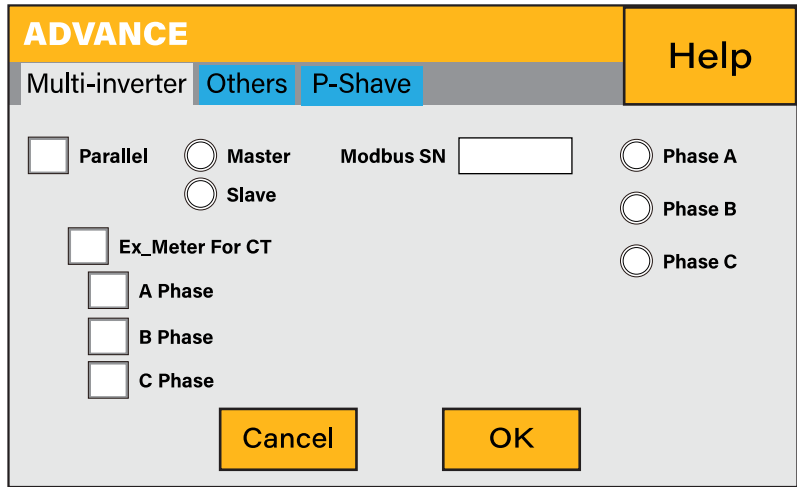 ADVANCE
Help
Multi-inverter Others P-Shave
Parallel Master Modbus SN Phase A
Slave Phase B
Ex_Meter For CT Phase C
A Phase
B Phase
C Phase
Cancel OK